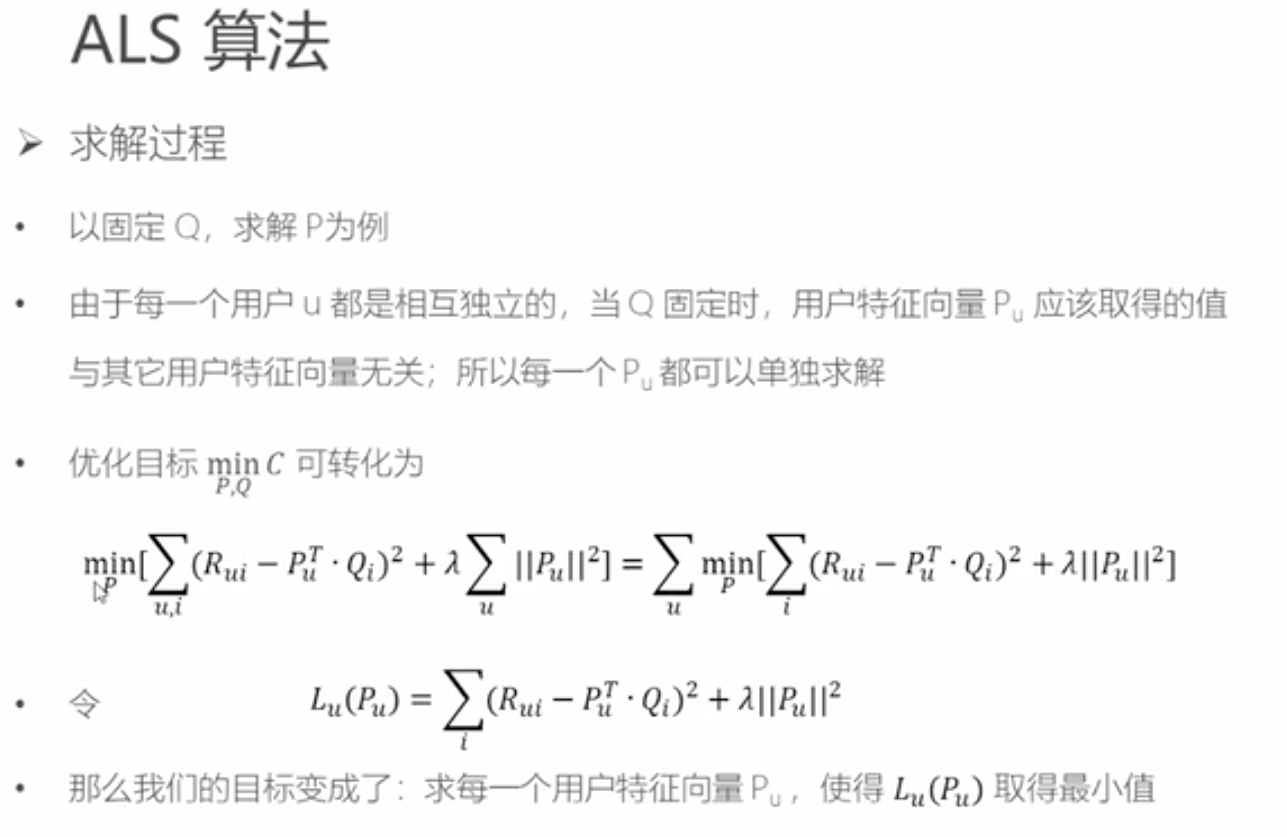 ALS 算法
➢ 求解过程
• 以固定 Q，求解 P为例
• 由于每一个用户 u 都是相互独立的，当 Q 固定时，用户特征向量 Pᵤ 应该取得的值
与其它用户特征向量无关；所以每一个 Pᵤ 都可以单独求解
• 优化目标 $\min_{P,Q} C$ 可转化为
$\min_{P}[\sum_{u,i}(R_{ui} - P_u^T \cdot Q_i)^2 + \lambda \sum_{u} ||P_u||^2] = \sum_{u} \min_{P}[\sum_{i}(R_{ui} - P_u^T \cdot Q_i)^2 + \lambda ||P_u||^2]$
• 令 $L_u(P_u) = \sum_{i}(R_{ui} - P_u^T \cdot Q_i)^2 + \lambda ||P_u||^2$
• 那么我们的目标变成了：求每一个用户特征向量 Pᵤ ，使得 $L_u(P_u)$ 取得最小值